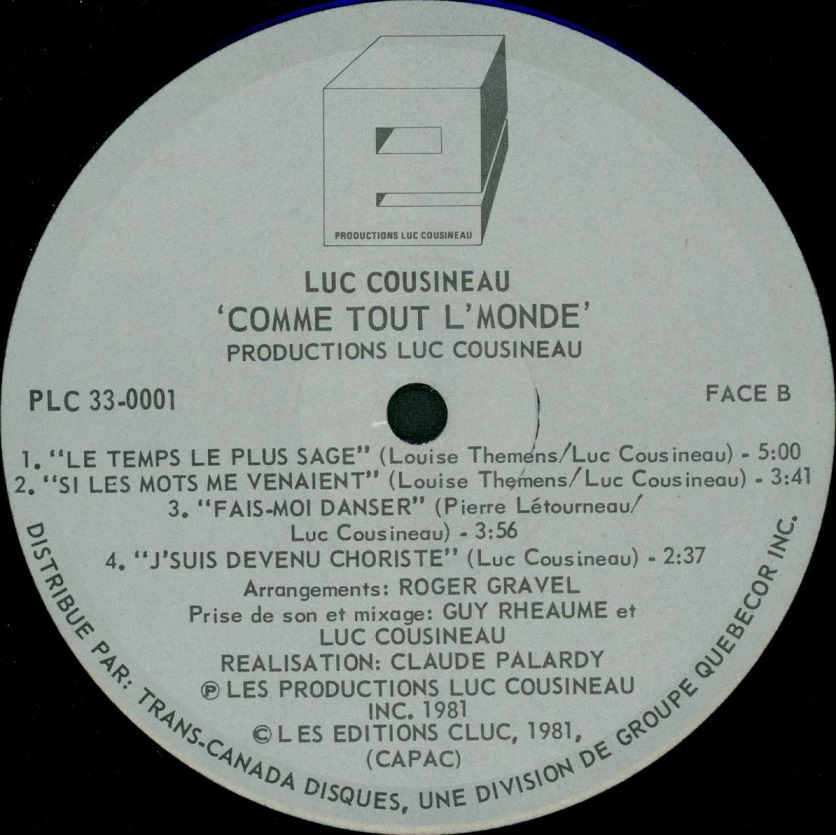 PRODUCTIONS LUC COUSINEAU
LUC COUSINEAU
‘COMME TOUT L’MONDE’
PRODUCTIONS LUC COUSINEAU
PLC 33-0001
FACE B
1. “LE TEMPS LE PLUS SAGE” (Louise Themens/Luc Cousineau) - 5:00
2. “SI LES MOTS ME VENAIENT” (Louise Themens/Luc Cousineau) - 3:41
3. “FAIS-MOI DANSER” (Pierre Létourneau/
Luc Cousineau) - 3:56
4. “J’SUIS DEVENU CHORISTE” (Luc Cousineau) - 2:37
Arrangements: ROGER GRAVEL
Prise de son et mixage: GUY RHEAUME et
LUC COUSINEAU
REALISATION: CLAUDE PALARDY
℗ LES PRODUCTIONS LUC COUSINEAU
INC. 1981
© LES EDITIONS CLUC, 1981,
(CAPAC)
DISTRIBUE PAR: TRANS-CANADA DISQUES, UNE DIVISION DE GROUPE QUEBECOR INC.